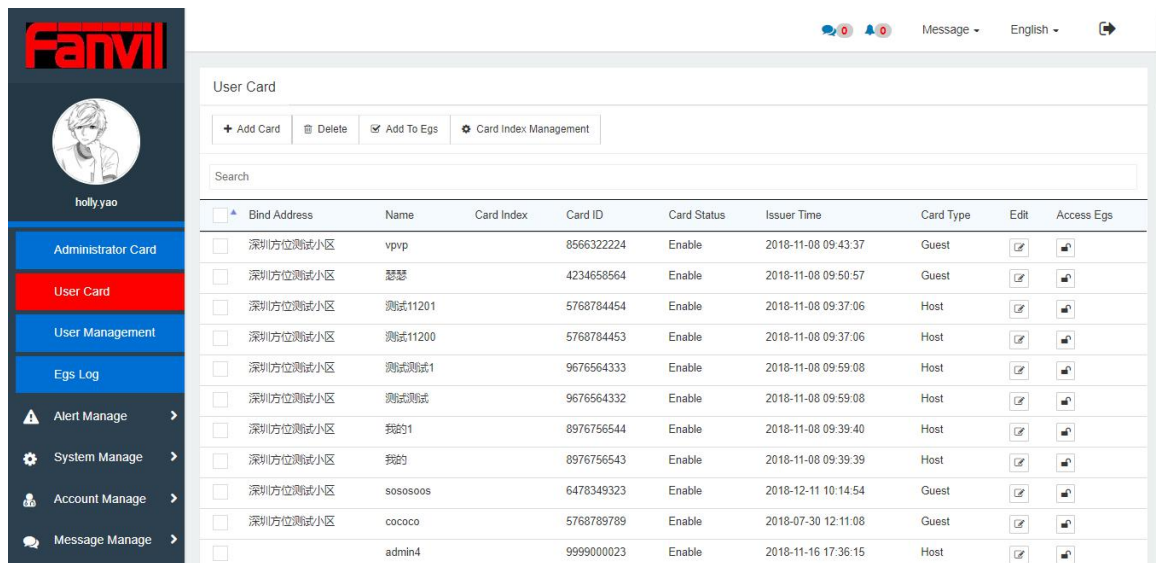 Fanvil
0 0 Message English
User Card
Add Card Delete Add To Egs Card Index Management
Search
holly.yao
Bind Address Name Card Index Card ID Card Status Issuer Time Card Type Edit Access Egs
Administrator Card
User Card
User Management
Egs Log
Alert Manage
System Manage
Account Manage
Message Manage
深圳方位测试小区 vpvp 8566322224 Enable 2018-11-08 09:43:37 Guest
深圳方位测试小区 瑟瑟 4234658564 Enable 2018-11-08 09:50:57 Guest
深圳方位测试小区 测试11201 5768784454 Enable 2018-11-08 09:37:06 Host
深圳方位测试小区 测试11200 5768784453 Enable 2018-11-08 09:37:06 Host
深圳方位测试小区 测试测试1 9676564333 Enable 2018-11-08 09:59:08 Host
深圳方位测试小区 测试测试 9676564332 Enable 2018-11-08 09:59:08 Host
深圳方位测试小区 我的1 8976756544 Enable 2018-11-08 09:39:40 Host
深圳方位测试小区 我的 8976756543 Enable 2018-11-08 09:39:39 Host
深圳方位测试小区 sososoos 6478349323 Enable 2018-12-11 10:14:54 Guest
深圳方位测试小区 cococo 5768789789 Enable 2018-07-30 12:11:08 Guest
admin4 9999000023 Enable 2018-11-16 17:36:15 Host